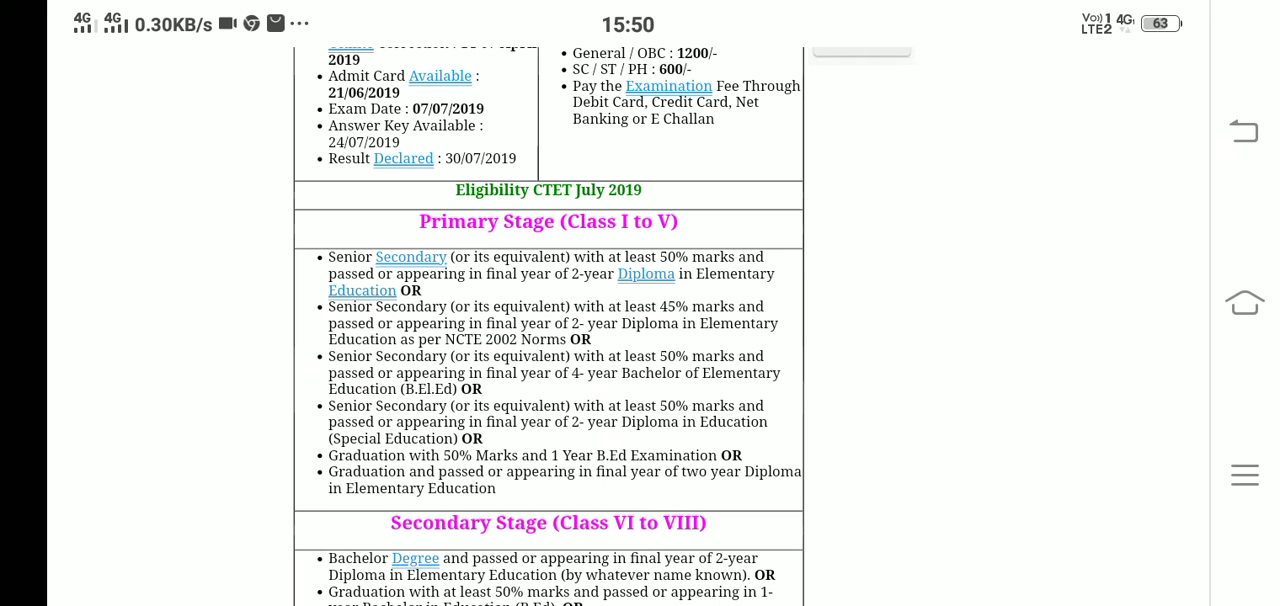 4G 4G 0.30KB/s ... 15:50 Vo)) 1 4G LTE2 63
2019
Admit Card Available :
21/06/2019
Exam Date : 07/07/2019
Answer Key Available :
24/07/2019
Result Declared : 30/07/2019
General / OBC : 1200/-
SC / ST / PH : 600/-
Pay the Examination Fee Through
Debit Card, Credit Card, Net
Banking or E Challan
Eligibility CTET July 2019
Primary Stage (Class I to V)
Senior Secondary (or its equivalent) with at least 50% marks and
passed or appearing in final year of 2-year Diploma in Elementary
Education OR
Senior Secondary (or its equivalent) with at least 45% marks and
passed or appearing in final year of 2- year Diploma in Elementary
Education as per NCTE 2002 Norms OR
Senior Secondary (or its equivalent) with at least 50% marks and
passed or appearing in final year of 4- year Bachelor of Elementary
Education (B.El.Ed) OR
Senior Secondary (or its equivalent) with at least 50% marks and
passed or appearing in final year of 2- year Diploma in Education
(Special Education) OR
Graduation with 50% Marks and 1 Year B.Ed Examination OR
Graduation and passed or appearing in final year of two year Diploma
in Elementary Education
Secondary Stage (Class VI to VIII)
Bachelor Degree and passed or appearing in final year of 2-year
Diploma in Elementary Education (by whatever name known). OR
Graduation with at least 50% marks and passed or appearing in 1-
year Bachelor in Education (B.Ed). OR